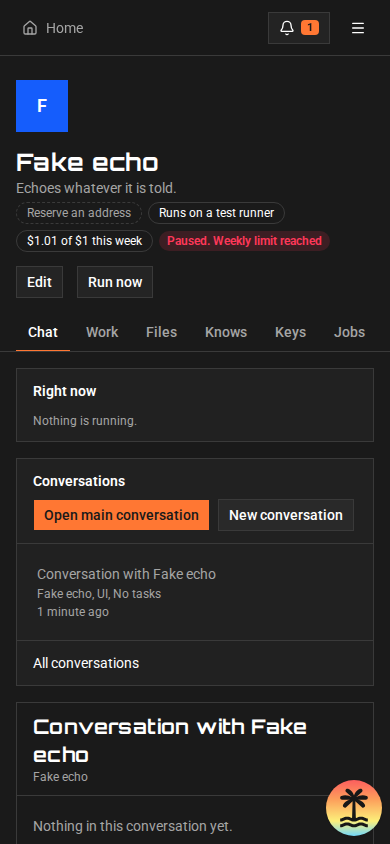 Home
1
F
Fake echo
Echoes whatever it is told.
Reserve an address
Runs on a test runner
$1.01 of $1 this week
Paused. Weekly limit reached
Edit
Run now
Chat
Work
Files
Knows
Keys
Jobs
Right now
Nothing is running.
Conversations
Open main conversation
New conversation
Conversation with Fake echo
Fake echo, UI, No tasks
1 minute ago
All conversations
Conversation with Fake
echo
Fake echo
Nothing in this conversation yet.